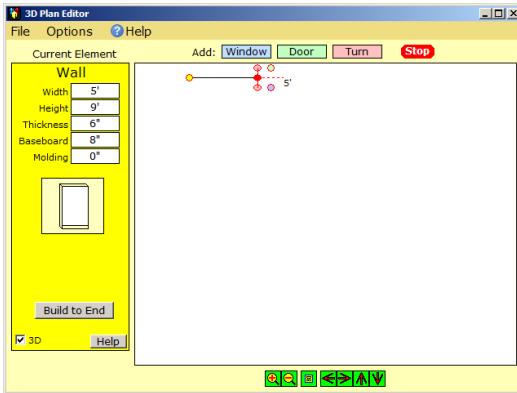 3D Plan Editor
File Options ?Help
Current Element Add: Window Door Turn Stop
Wall
Width 5'
Height 9'
Thickness 6"
Baseboard 8"
Molding 0"
5'
Build to End
3D Help